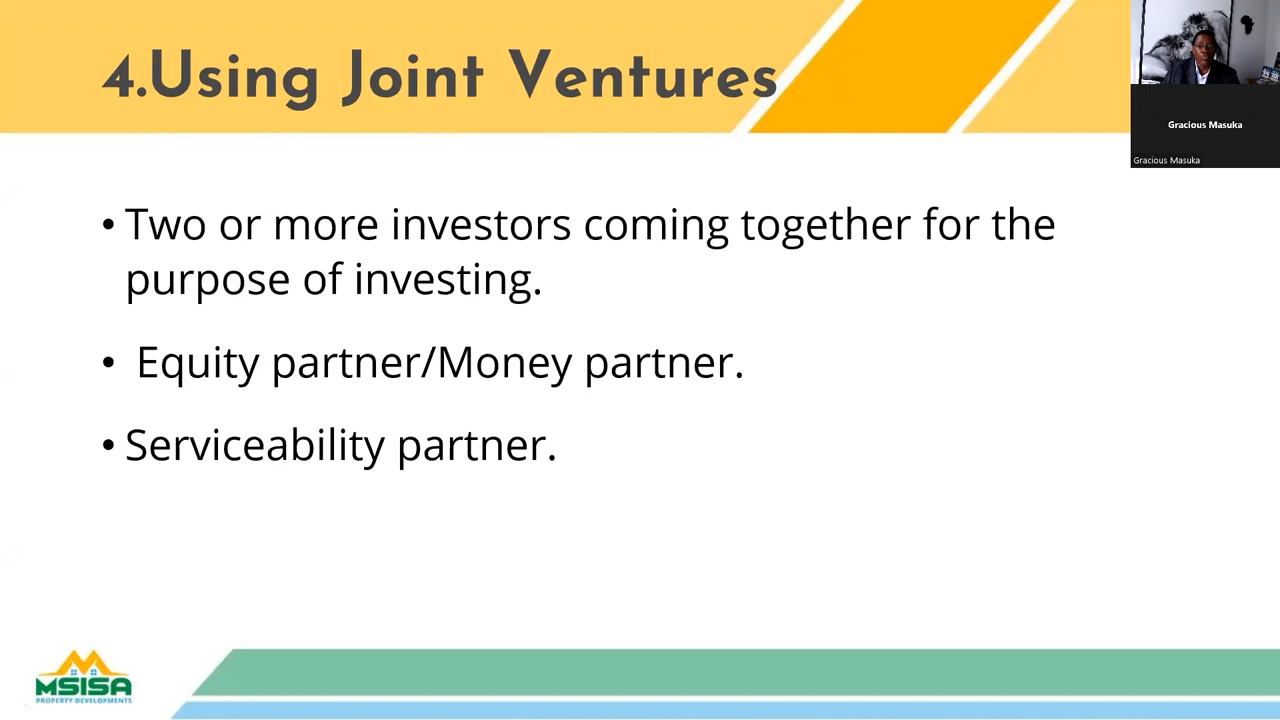 4.Using Joint Ventures
Gracious Masuka
Gracious Masuka
• Two or more investors coming together for the
purpose of investing.
• Equity partner/Money partner.
• Serviceability partner.
MSISA
PROPERTY DEVELOPMENTS